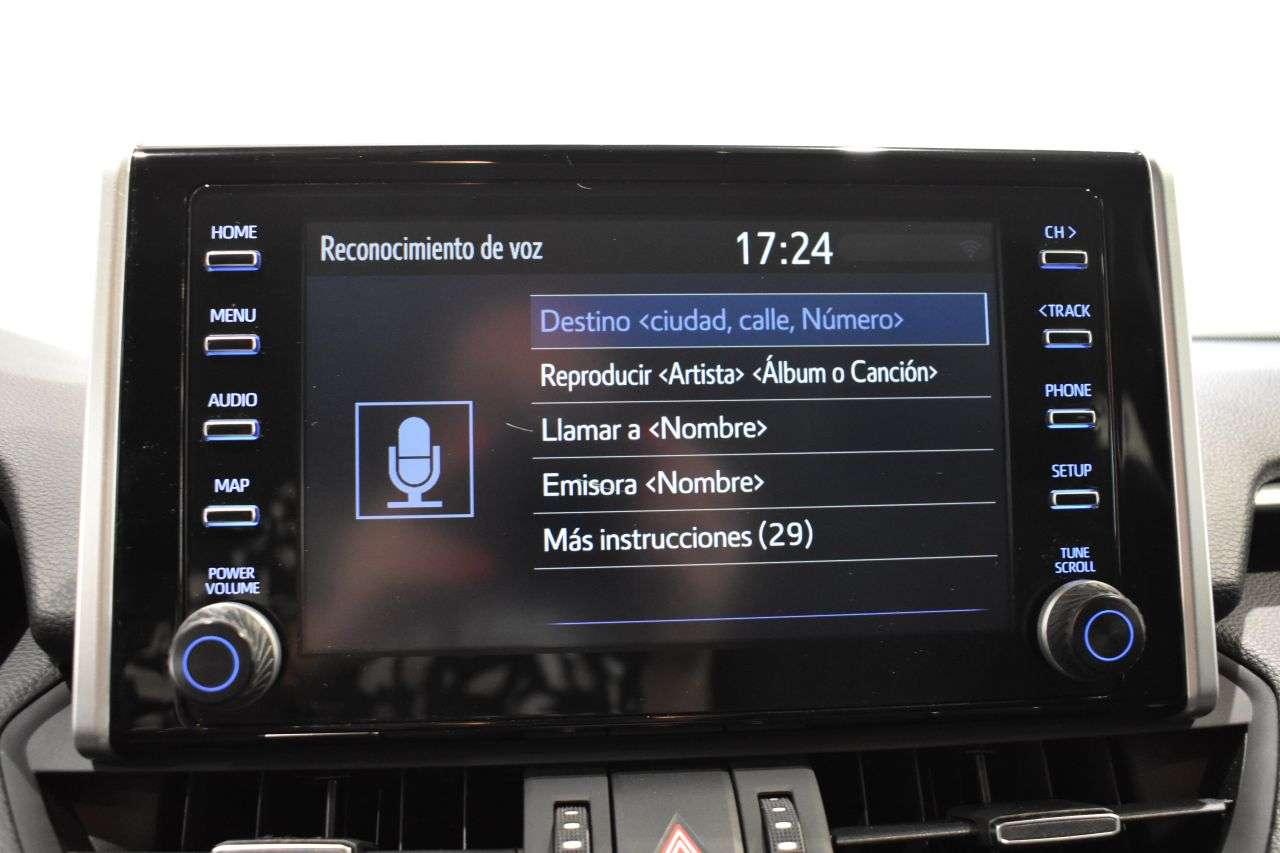 HOME
MENU
AUDIO
MAP
POWER
VOLUME
Reconocimiento de voz
17:24
Destino <ciudad, calle, Número>
Reproducir <Artista> <Álbum o Canción>
Llamar a <Nombre>
Emisora <Nombre>
Más instrucciones (29)
CH >
<TRACK
PHONE
SETUP
TUNE
SCROLL